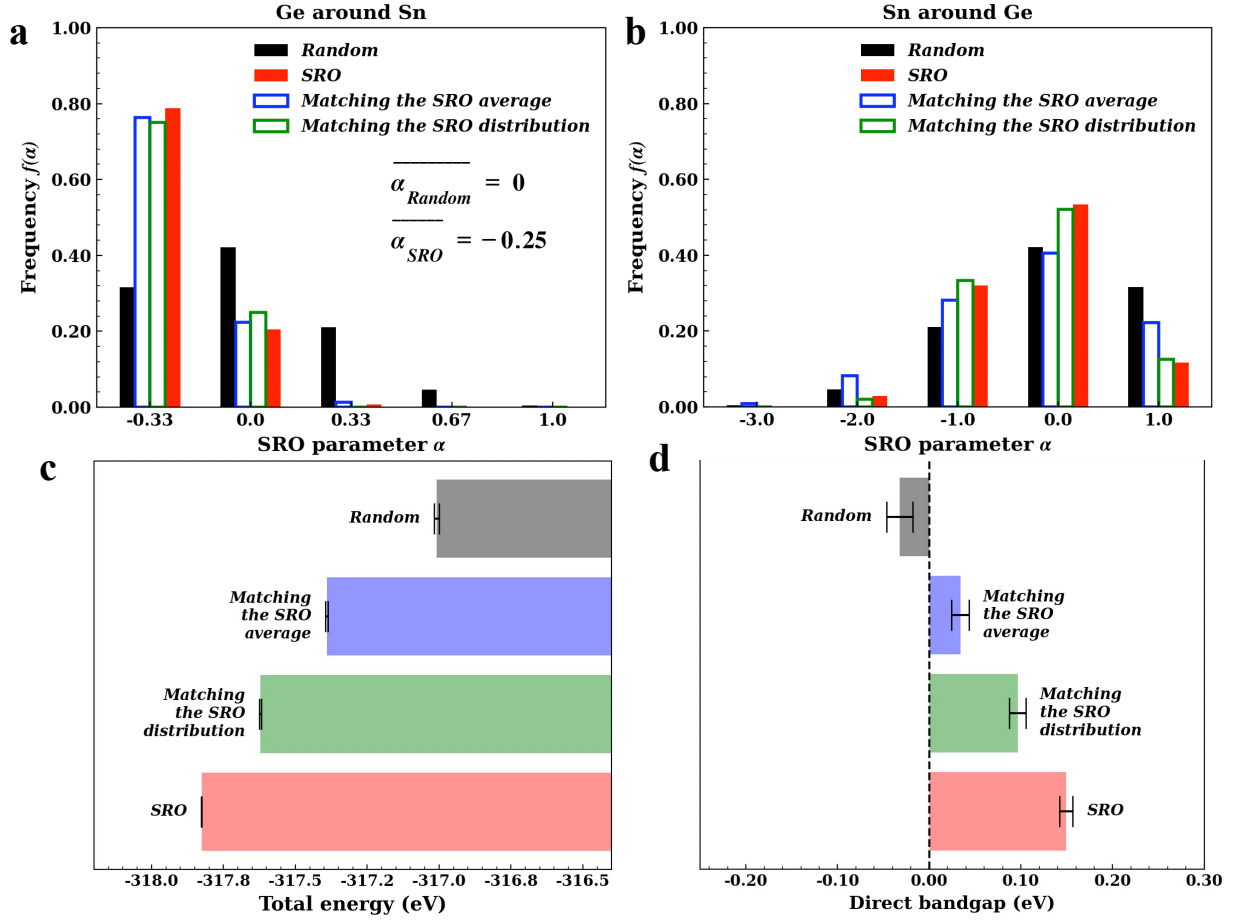 a
Ge around Sn
1.00
0.80
0.60
0.40
0.20
0.00
Frequency f(α)
Random
SRO
Matching the SRO average
Matching the SRO distribution
α Random = 0
α SRO = −0.25
-0.33 0.0 0.33 0.67 1.0
SRO parameter α
b
Sn around Ge
1.00
0.80
0.60
0.40
0.20
0.00
Frequency f(α)
Random
SRO
Matching the SRO average
Matching the SRO distribution
-3.0 -2.0 -1.0 0.0 1.0
SRO parameter α
c
Random
Matching
the SRO
average
Matching
the SRO
distribution
SRO
-318.0 -317.8 -317.5 -317.2 -317.0 -316.8 -316.5
Total energy (eV)
d
Random
Matching
the SRO
average
Matching
the SRO
distribution
SRO
-0.20 0.00 0.10 0.20 0.30
Direct bandgap (eV)